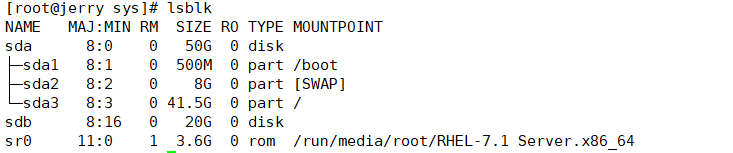 [root@jerry sys]# lsblk
NAME   MAJ:MIN RM  SIZE RO TYPE MOUNTPOINT
sda      8:0    0   50G  0 disk
├─sda1   8:1    0  500M  0 part /boot
├─sda2   8:2    0    8G  0 part [SWAP]
└─sda3   8:3    0 41.5G  0 part /
sdb      8:16   0   20G  0 disk
sr0     11:0    1  3.6G  0 rom  /run/media/root/RHEL-7.1 Server.x86_64